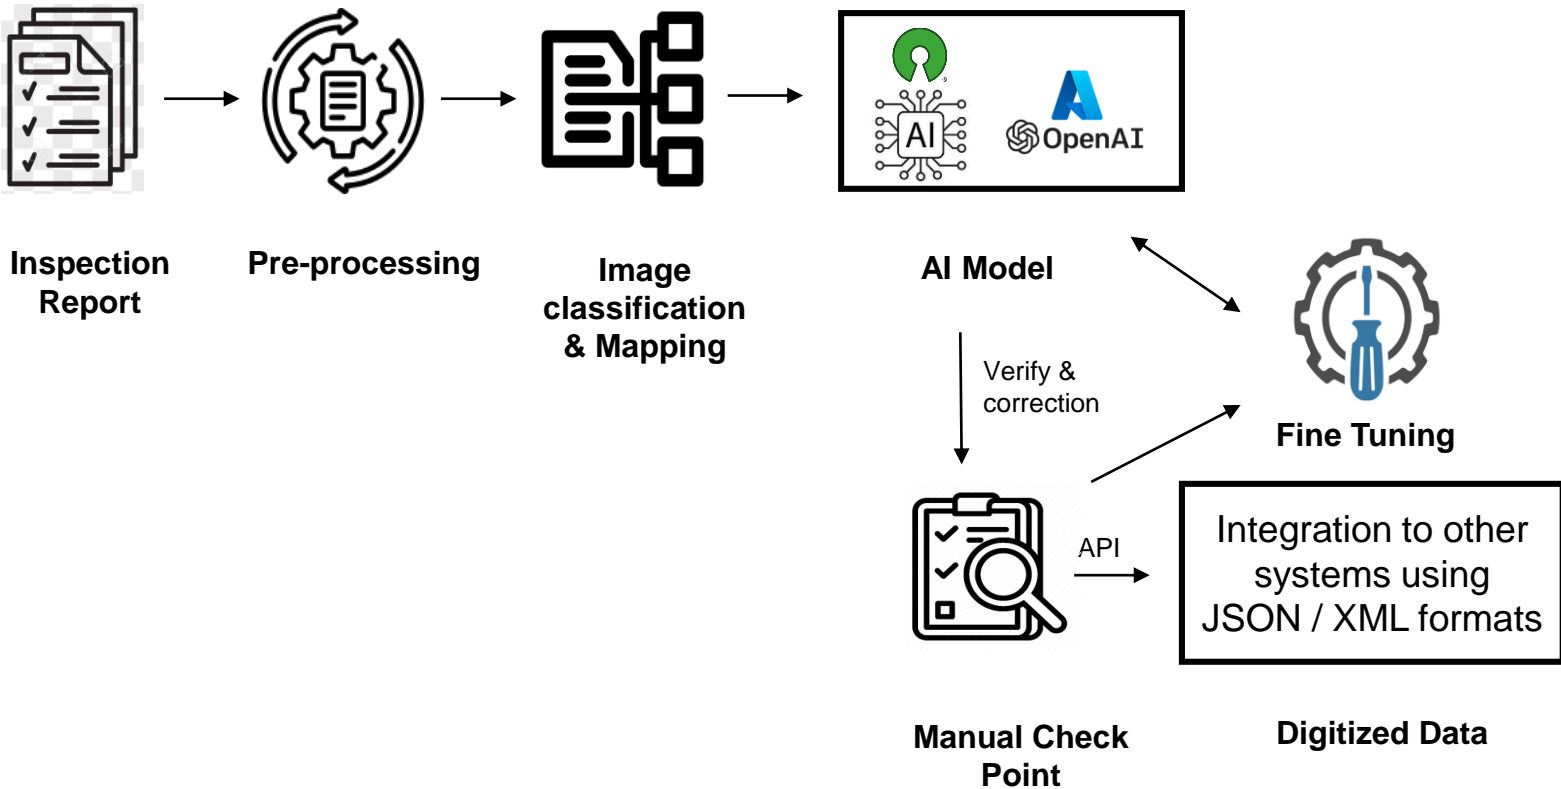 AI
OpenAI
Inspection
Report
Pre-processing
Image
classification
& Mapping
AI Model
Verify &
correction
Fine Tuning
API
Integration to other
systems using
JSON / XML formats
Manual Check
Point
Digitized Data